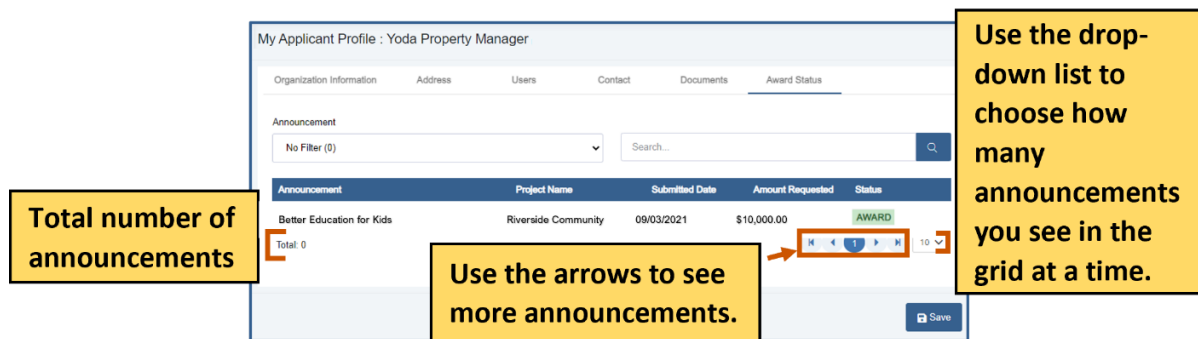 My Applicant Profile : Yoda Property Manager
Organization Information Address Users Contact Documents Award Status
Announcement
No Filter (0) Search...
Announcement Project Name Submitted Date Amount Requested Status
Better Education for Kids Riverside Community 09/03/2021 $10,000.00 AWARD
Total: 0 1 10
Save
Total number of
announcements
Use the arrows to see
more announcements.
Use the drop-
down list to
choose how
many
announcements
you see in the
grid at a time.